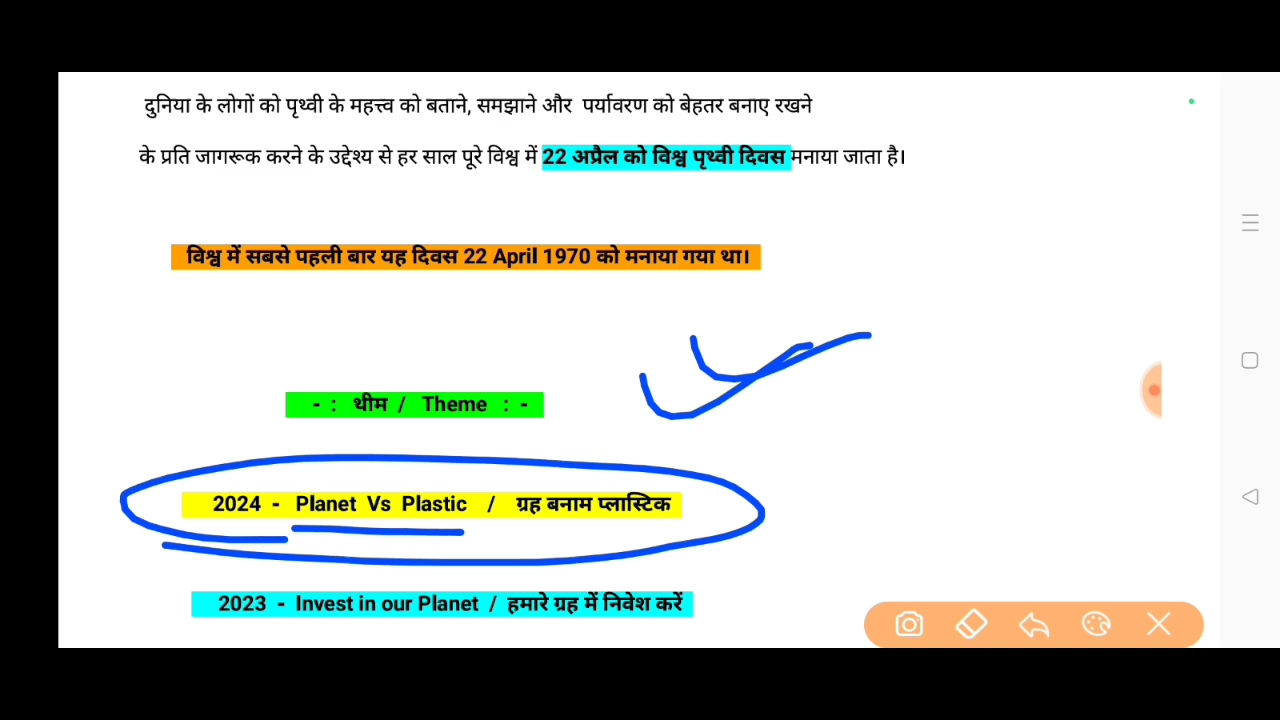 दुनिया के लोगों को पृथ्वी के महत्त्व को बताने, समझाने और पर्यावरण को बेहतर बनाए रखने
के प्रति जागरूक करने के उद्देश्य से हर साल पूरे विश्व में 22 अप्रैल को विश्व पृथ्वी दिवस मनाया जाता है।
विश्व में सबसे पहली बार यह दिवस 22 April 1970 को मनाया गया था।
- : थीम / Theme : -
2024 - Planet Vs Plastic / ग्रह बनाम प्लास्टिक
2023 - Invest in our Planet / हमारे ग्रह में निवेश करें